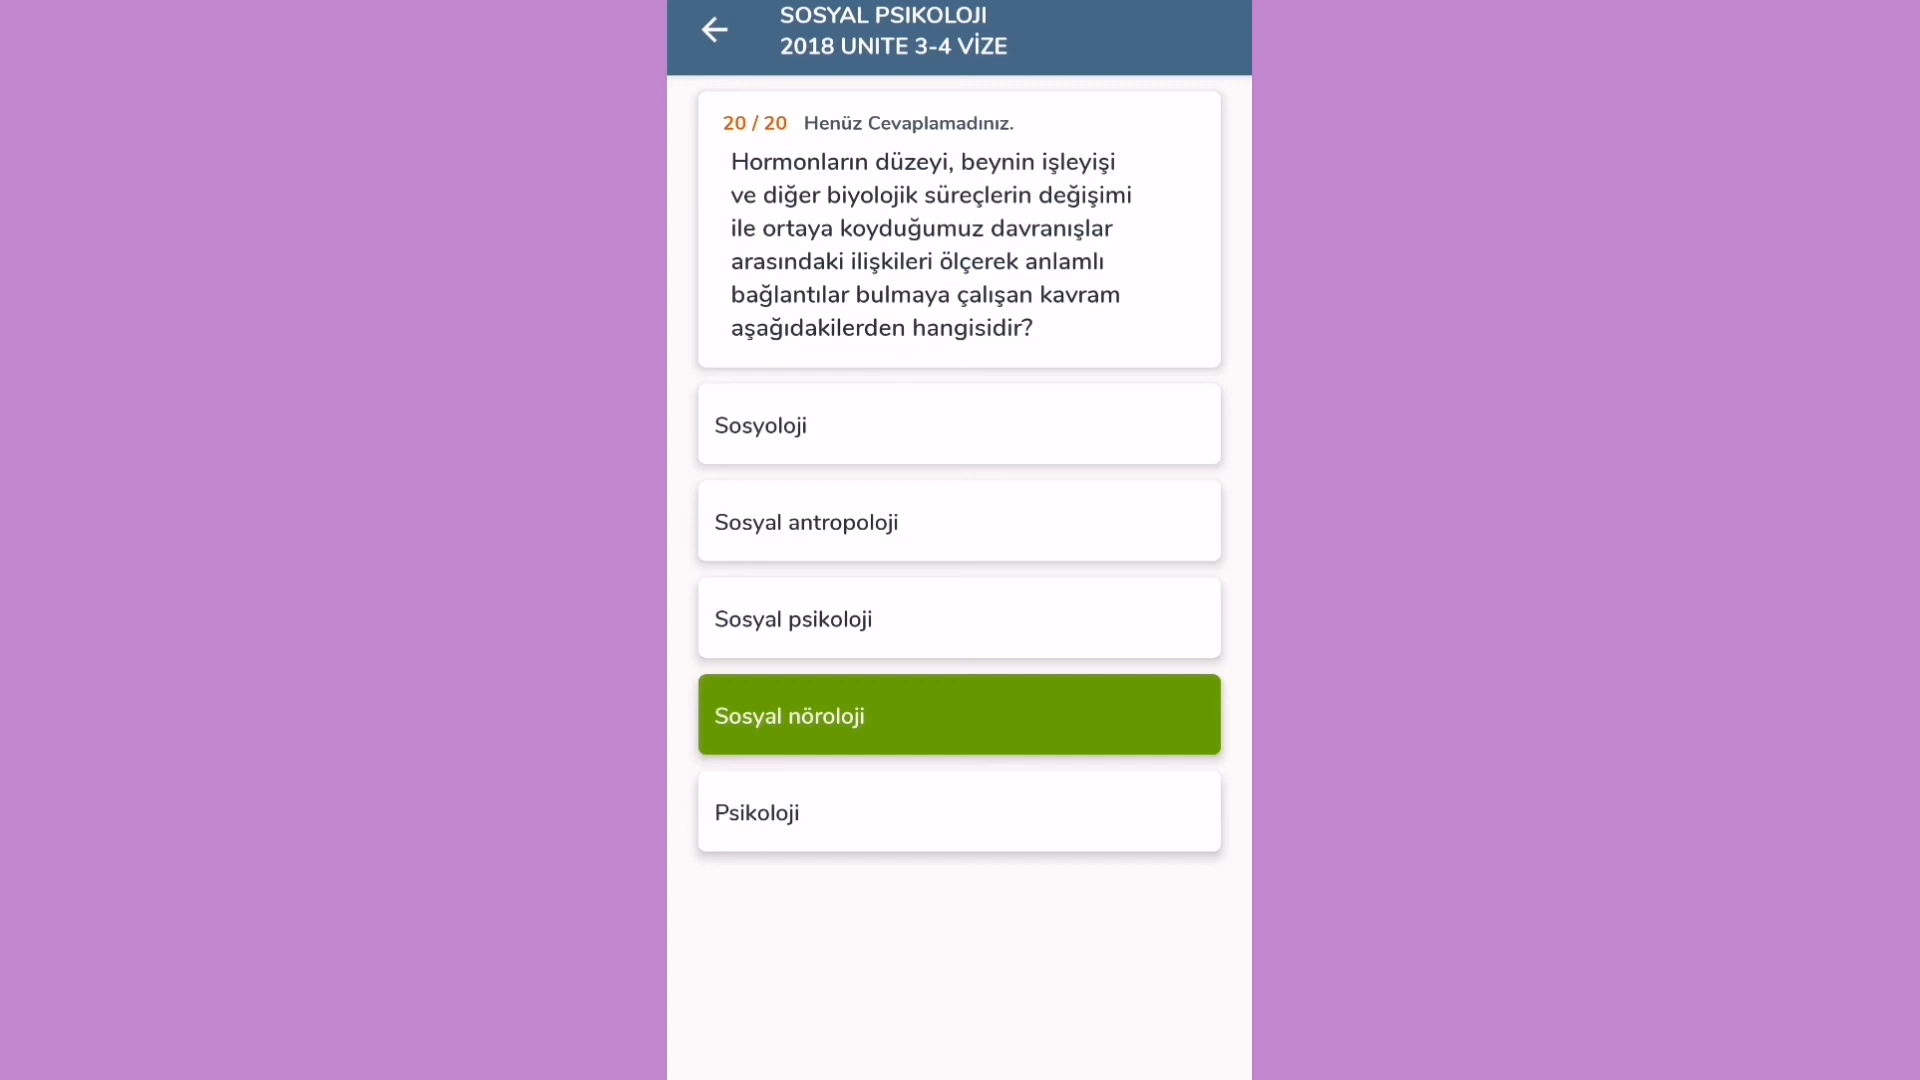 SOSYAL PSIKOLOJI
2018 UNITE 3-4 VİZE
20 / 20 Henüz Cevaplamadınız.
Hormonların düzeyi, beynin işleyişi
ve diğer biyolojik süreçlerin değişimi
ile ortaya koyduğumuz davranışlar
arasındaki ilişkileri ölçerek anlamlı
bağlantılar bulmaya çalışan kavram
aşağıdakilerden hangisidir?
Sosyoloji
Sosyal antropoloji
Sosyal psikoloji
Sosyal nöroloji
Psikoloji